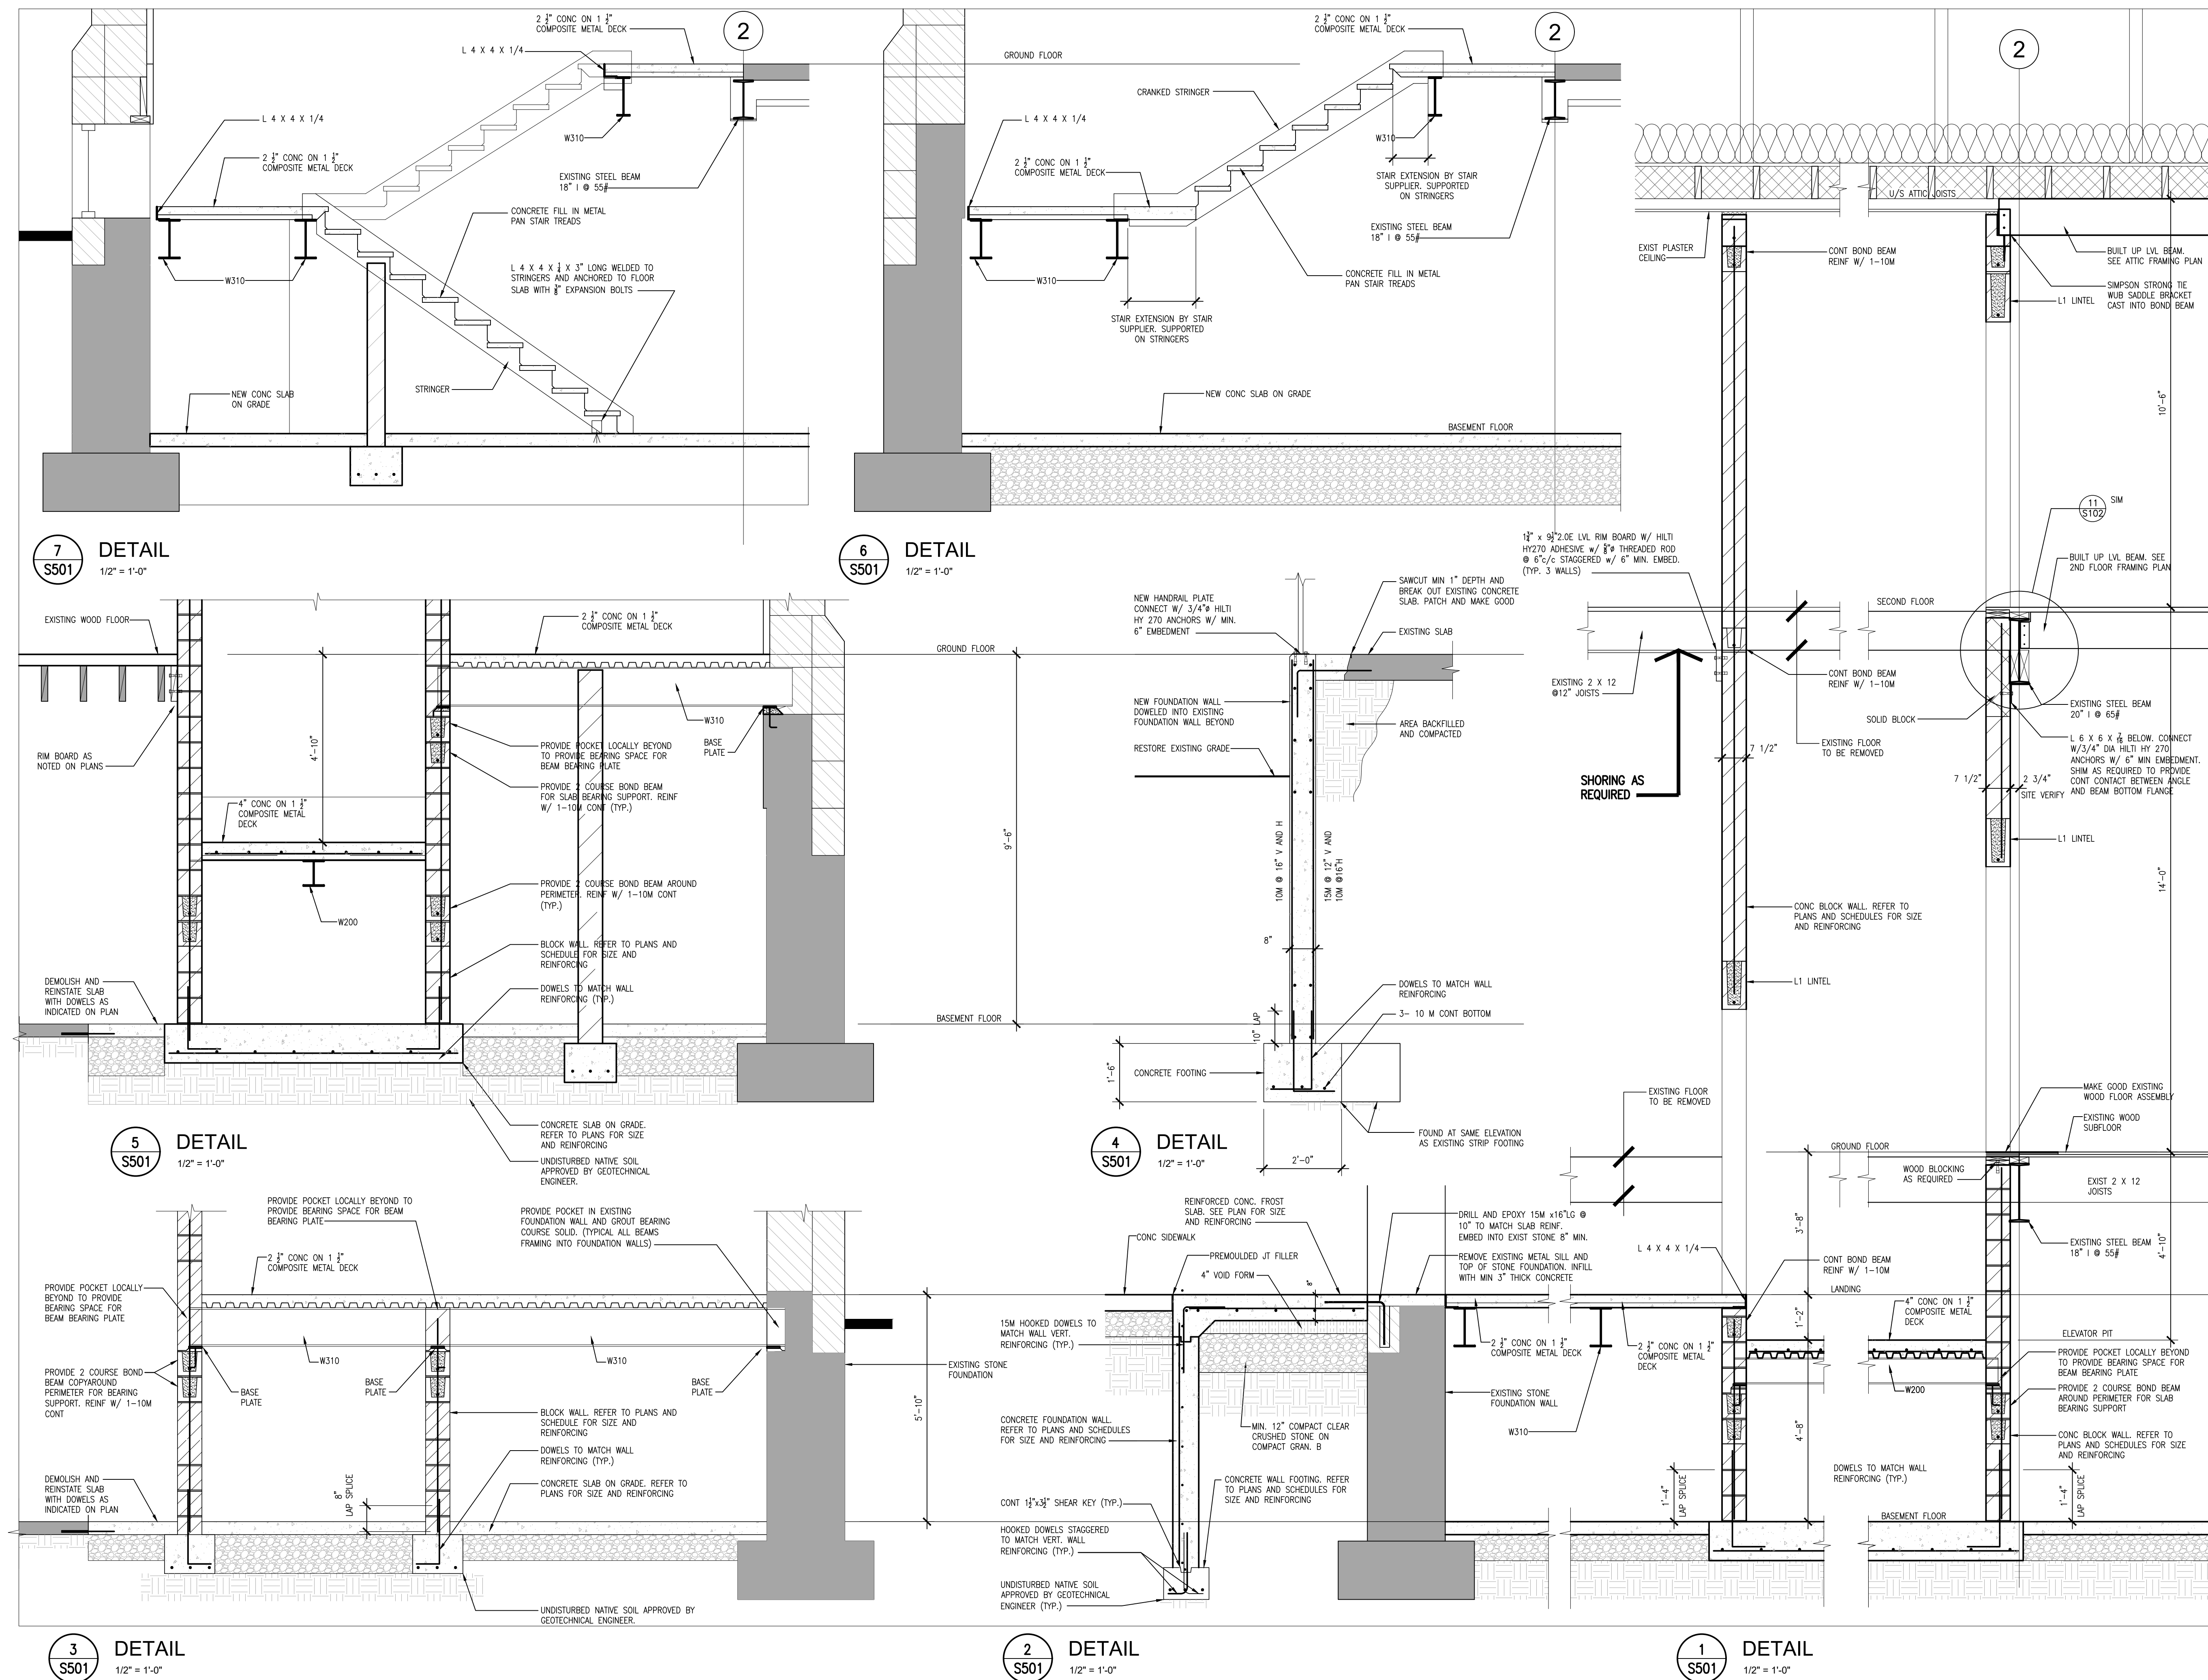 2 ½" CONC ON 1 ½"
COMPOSITE METAL DECK
2
L 4 X 4 X 1/4
L 4 X 4 X 1/4
2 ½" CONC ON 1 ½"
COMPOSITE METAL DECK
W310
EXISTING STEEL BEAM
18" I @ 55#
CONCRETE FILL IN METAL
PAN STAIR TREADS
L 4 X 4 X ¼ X 3" LONG WELDED TO
STRINGERS AND ANCHORED TO FLOOR
SLAB WITH ⅜" EXPANSION BOLTS
W310
STRINGER
NEW CONC SLAB
ON GRADE
7
S501
DETAIL
1/2" = 1'-0"
2 ½" CONC ON 1 ½"
COMPOSITE METAL DECK
2
GROUND FLOOR
CRANKED STRINGER
L 4 X 4 X 1/4
W310
2 ½" CONC ON 1 ½"
COMPOSITE METAL DECK
STAIR EXTENSION BY STAIR
SUPPLIER. SUPPORTED
ON STRINGERS
EXISTING STEEL BEAM
18" I @ 55#
W310
CONCRETE FILL IN METAL
PAN STAIR TREADS
STAIR EXTENSION BY STAIR
SUPPLIER. SUPPORTED
ON STRINGERS
NEW CONC SLAB ON GRADE
BASEMENT FLOOR
6
S501
DETAIL
1/2" = 1'-0"
EXISTING WOOD FLOOR
2 ½" CONC ON 1 ½"
COMPOSITE METAL DECK
GROUND FLOOR
4'-10"
W310
RIM BOARD AS
NOTED ON PLANS
BASE
PLATE
PROVIDE POCKET LOCALLY BEYOND
TO PROVIDE BEARING SPACE FOR
BEAM BEARING PLATE
PROVIDE 2 COURSE BOND BEAM
FOR SLAB BEARING SUPPORT. REINF
W/ 1-10M CONT (TYP.)
4" CONC ON 1 ½"
COMPOSITE METAL
DECK
9'-6"
PROVIDE 2 COURSE BOND BEAM AROUND
PERIMETER. REINF W/ 1-10M CONT
(TYP.)
W200
BLOCK WALL. REFER TO PLANS AND
SCHEDULE FOR SIZE AND
REINFORCING
DEMOLISH AND
REINSTATE SLAB
WITH DOWELS AS
INDICATED ON PLAN
DOWELS TO MATCH WALL
REINFORCING (TYP.)
BASEMENT FLOOR
CONCRETE SLAB ON GRADE.
REFER TO PLANS FOR SIZE
AND REINFORCING
UNDISTURBED NATIVE SOIL
APPROVED BY GEOTECHNICAL
ENGINEER.
5
S501
DETAIL
1/2" = 1'-0"
NEW HANDRAIL PLATE
CONNECT W/ 3/4"ø HILTI
HY 270 ANCHORS W/ MIN.
6" EMBEDMENT
SAWCUT MIN 1" DEPTH AND
BREAK OUT EXISTING CONCRETE
SLAB. PATCH AND MAKE GOOD
EXISTING SLAB
NEW FOUNDATION WALL
DOWELED INTO EXISTING
FOUNDATION WALL BEYOND
AREA BACKFILLED
AND COMPACTED
RESTORE EXISTING GRADE
10M @ 16" V AND H
15M @ 12" V AND
10M @16"H
8"
DOWELS TO MATCH WALL
REINFORCING
3- 10 M CONT BOTTOM
10" LAP
1'-6"
CONCRETE FOOTING
FOUND AT SAME ELEVATION
AS EXISTING STRIP FOOTING
2'-0"
4
S501
DETAIL
1/2" = 1'-0"
PROVIDE POCKET LOCALLY BEYOND TO
PROVIDE BEARING SPACE FOR BEAM
BEARING PLATE
PROVIDE POCKET IN EXISTING
FOUNDATION WALL AND GROUT BEARING
COURSE SOLID. (TYPICAL ALL BEAMS
FRAMING INTO FOUNDATION WALLS)
2 ½" CONC ON 1 ½"
COMPOSITE METAL DECK
PROVIDE POCKET LOCALLY
BEYOND TO PROVIDE
BEARING SPACE FOR
BEAM BEARING PLATE
W310
W310
EXISTING STONE
FOUNDATION
PROVIDE 2 COURSE BOND
BEAM COPYAROUND
PERIMETER FOR BEARING
SUPPORT. REINF W/ 1-10M
CONT
BASE
PLATE
BASE
PLATE
BASE
PLATE
5'-10"
BLOCK WALL. REFER TO PLANS AND
SCHEDULE FOR SIZE AND
REINFORCING
DOWELS TO MATCH WALL
REINFORCING (TYP.)
DEMOLISH AND
REINSTATE SLAB
WITH DOWELS AS
INDICATED ON PLAN
8"
LAP SPLICE
CONCRETE SLAB ON GRADE. REFER TO
PLANS FOR SIZE AND REINFORCING
UNDISTURBED NATIVE SOIL APPROVED BY
GEOTECHNICAL ENGINEER.
3
S501
DETAIL
1/2" = 1'-0"
REINFORCED CONC. FROST
SLAB. SEE PLAN FOR SIZE
AND REINFORCING
CONC SIDEWALK
PREMOULDED JT FILLER
4" VOID FORM
DRILL AND EPOXY 15M x16"LG @
10" TO MATCH SLAB REINF.
EMBED INTO EXIST STONE 8" MIN.
REMOVE EXISTING METAL SILL AND
TOP OF STONE FOUNDATION. INFILL
WITH MIN 3" THICK CONCRETE
15M HOOKED DOWELS TO
MATCH WALL VERT.
REINFORCING (TYP.)
2 ½" CONC ON 1 ½"
COMPOSITE METAL DECK
2 ½" CONC ON 1 ½"
COMPOSITE METAL
DECK
EXISTING STONE
FOUNDATION WALL
W310
CONCRETE FOUNDATION WALL.
REFER TO PLANS AND SCHEDULES
FOR SIZE AND REINFORCING
MIN. 12" COMPACT CLEAR
CRUSHED STONE ON
COMPACT GRAN. B
CONCRETE WALL FOOTING. REFER
TO PLANS AND SCHEDULES FOR
SIZE AND REINFORCING
CONT 1½"x3½" SHEAR KEY (TYP.)
HOOKED DOWELS STAGGERED
TO MATCH VERT. WALL
REINFORCING (TYP.)
UNDISTURBED NATIVE SOIL
APPROVED BY GEOTECHNICAL
ENGINEER (TYP.)
2
S501
DETAIL
1/2" = 1'-0"
2
U/S ATTIC JOISTS
EXIST PLASTER
CEILING
CONT BOND BEAM
REINF W/ 1-10M
BUILT UP LVL BEAM.
SEE ATTIC FRAMING PLAN
SIMPSON STRONG TIE
WUB SADDLE BRACKET
CAST INTO BOND BEAM
L1 LINTEL
10'-6"
11
S102
SIM
1¾" x 9½"2.0E LVL RIM BOARD W/ HILTI
HY270 ADHESIVE w/ ⅝"ø THREADED ROD
@ 6"c/c STAGGERED w/ 6" MIN. EMBED.
(TYP. 3 WALLS)
BUILT UP LVL BEAM. SEE
2ND FLOOR FRAMING PLAN
SECOND FLOOR
EXISTING 2 X 12
@12" JOISTS
CONT BOND BEAM
REINF W/ 1-10M
SOLID BLOCK
EXISTING STEEL BEAM
20" I @ 65#
EXISTING FLOOR
TO BE REMOVED
7 1/2"
L 6 X 6 X 7/16 BELOW. CONNECT
W/3/4" DIA HILTI HY 270
ANCHORS W/ 6" MIN EMBEDMENT.
SHIM AS REQUIRED TO PROVIDE
CONT CONTACT BETWEEN ANGLE
AND BEAM BOTTOM FLANGE
SHORING AS
REQUIRED
7 1/2"
2 3/4"
SITE VERIFY
L1 LINTEL
14'-0"
CONC BLOCK WALL. REFER TO
PLANS AND SCHEDULES FOR SIZE
AND REINFORCING
L1 LINTEL
EXISTING FLOOR
TO BE REMOVED
MAKE GOOD EXISTING
WOOD FLOOR ASSEMBLY
EXISTING WOOD
SUBFLOOR
GROUND FLOOR
WOOD BLOCKING
AS REQUIRED
EXIST 2 X 12
JOISTS
3'-8"
L 4 X 4 X 1/4
CONT BOND BEAM
REINF W/ 1-10M
EXISTING STEEL BEAM
18" I @ 55#
4'-10"
LANDING
4" CONC ON 1 ½"
COMPOSITE METAL
DECK
1'-2"
ELEVATOR PIT
PROVIDE POCKET LOCALLY BEYOND
TO PROVIDE BEARING SPACE FOR
BEAM BEARING PLATE
W200
PROVIDE 2 COURSE BOND BEAM
AROUND PERIMETER FOR SLAB
BEARING SUPPORT
4'-8"
CONC BLOCK WALL. REFER TO
PLANS AND SCHEDULES FOR SIZE
AND REINFORCING
DOWELS TO MATCH WALL
REINFORCING (TYP.)
1'-4"
LAP SPLICE
1'-4"
LAP SPLICE
BASEMENT FLOOR
1
S501
DETAIL
1/2" = 1'-0"